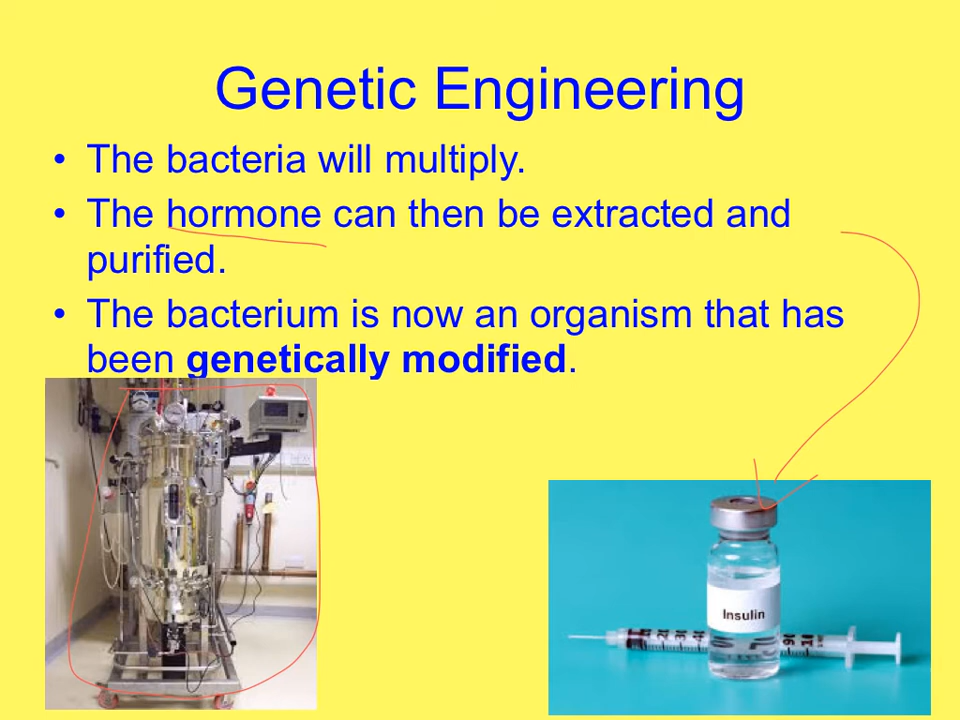 Genetic Engineering
• The bacteria will multiply.
• The hormone can then be extracted and
purified.
• The bacterium is now an organism that has
been genetically modified.
Insulin